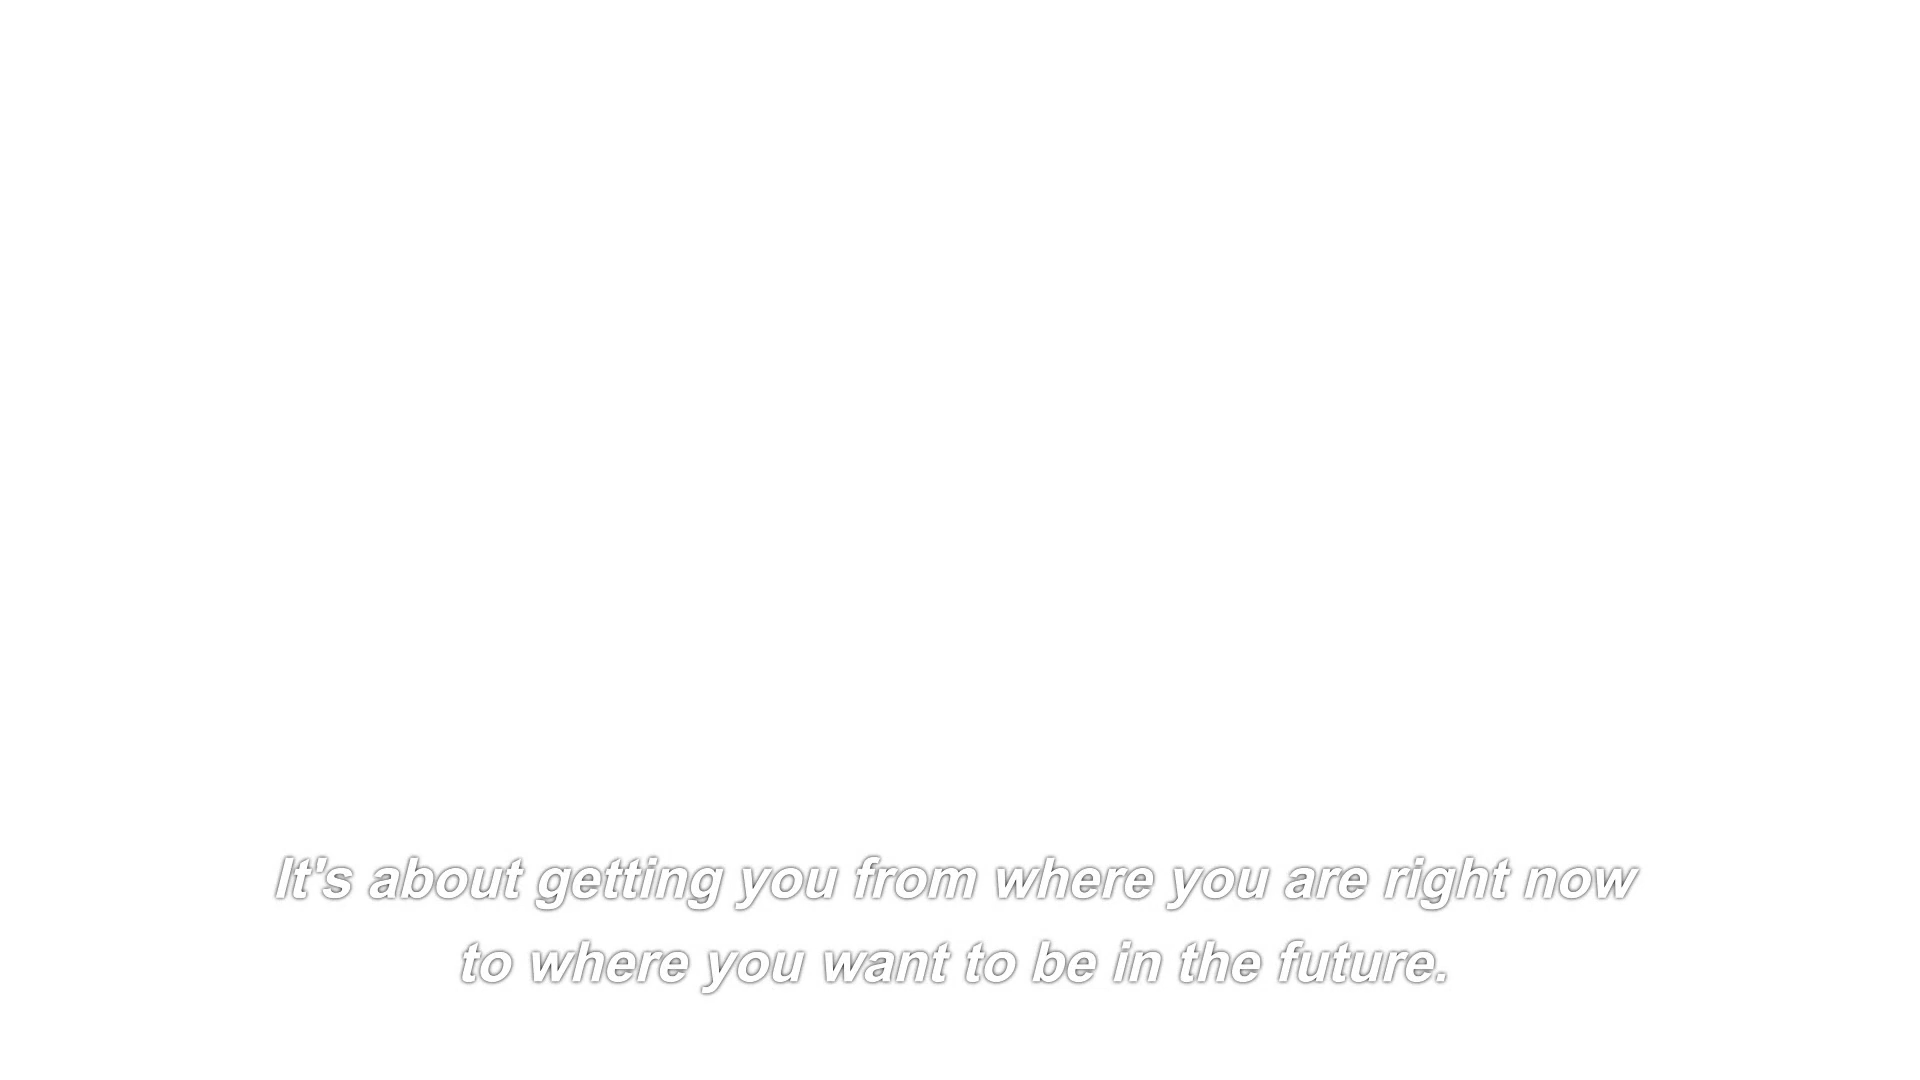 It's about getting you from where you are right now
to where you want to be in the future.